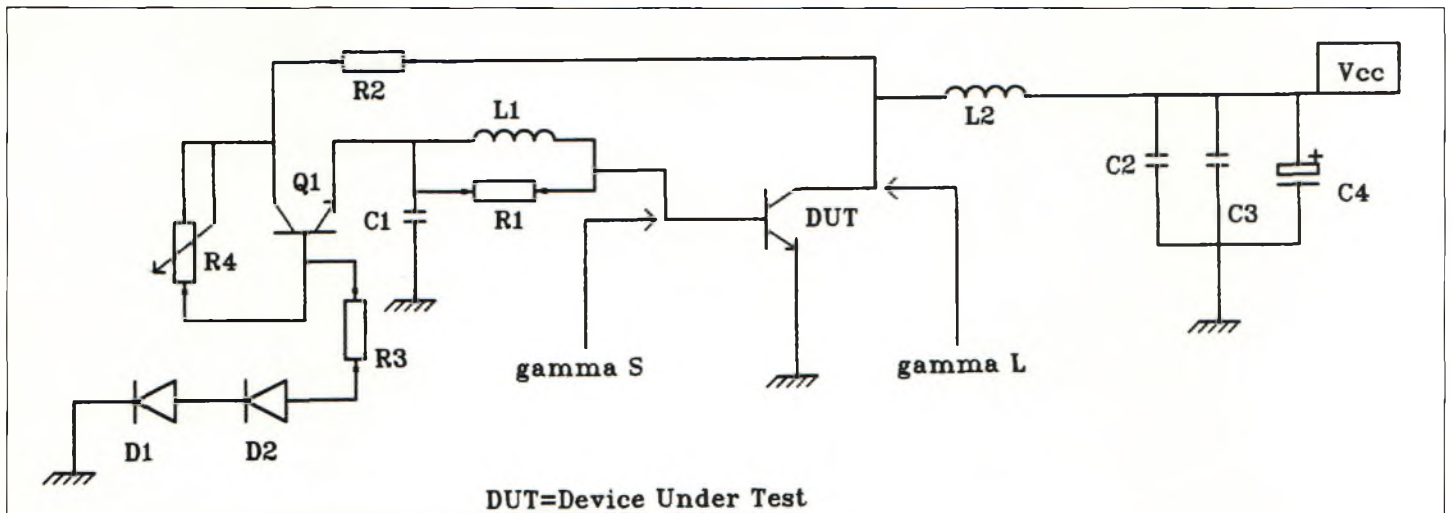 Vcc
R2
L1
L2
Q1
C2
+
C1
R1
DUT
C3
C4
R4
R3
gamma S
gamma L
D1
D2
DUT=Device Under Test